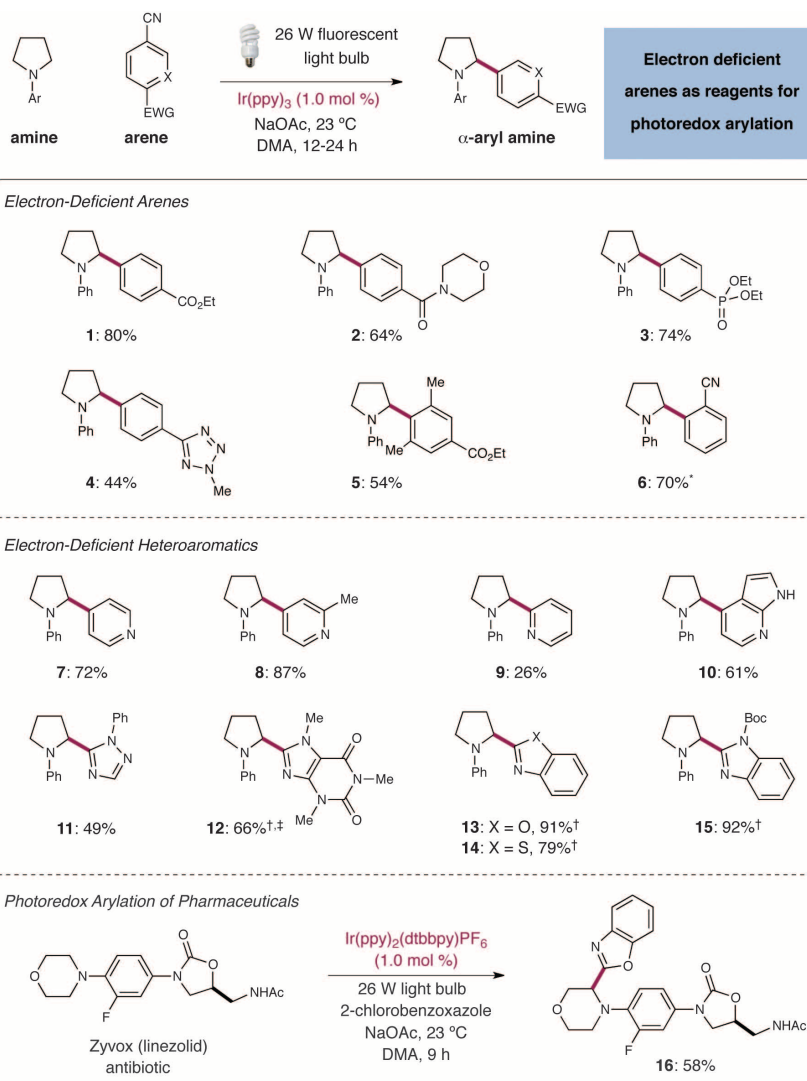 CN
26 W fluorescent
light bulb
N
Ar
X
EWG
Ir(ppy)3 (1.0 mol %)
NaOAc, 23 ºC
DMA, 12-24 h
N
Ar
X
EWG
amine
arene
α-aryl amine
Electron deficient
arenes as reagents for
photoredox arylation
Electron-Deficient Arenes
N
Ph
CO2Et
1: 80%
N
Ph
O
N
O
2: 64%
N
Ph
P
OEt
OEt
O
3: 74%
N
Ph
N
N
N
N
Me
4: 44%
N
Ph
Me
Me
CO2Et
5: 54%
N
Ph
CN
6: 70%*
Electron-Deficient Heteroaromatics
N
Ph
N
7: 72%
N
Ph
Me
N
8: 87%
N
Ph
N
9: 26%
N
Ph
NH
N
10: 61%
N
Ph
Ph
N
N
N
11: 49%
N
Ph
Me
N
N
O
N
Me
N
Me
O
12: 66%†,‡
N
Ph
X
N
13: X = O, 91%†
14: X = S, 79%†
N
Ph
Boc
N
N
15: 92%†
Photoredox Arylation of Pharmaceuticals
O
N
F
N
O
O
NHAc
Zyvox (linezolid)
antibiotic
Ir(ppy)2(dtbbpy)PF6
(1.0 mol %)
26 W light bulb
2-chlorobenzoxazole
NaOAc, 23 ºC
DMA, 9 h
N
O
O
N
F
N
O
O
NHAc
16: 58%